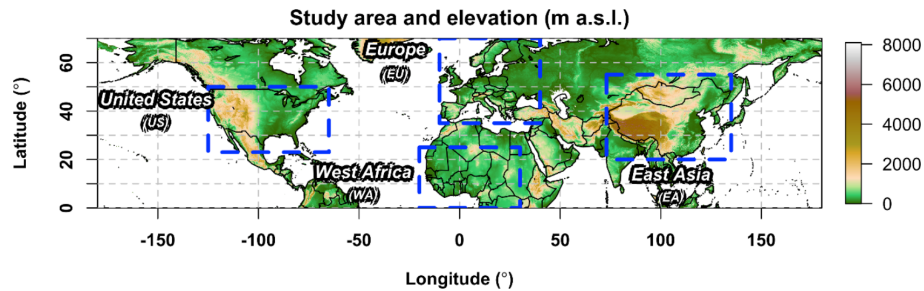 Study area and elevation (m a.s.l.)
Latitude (°)
60
40
20
0
United States
(US)
Europe
(EU)
West Africa
(WA)
East Asia
(EA)
8000
6000
4000
2000
0
-150
-100
-50
0
50
100
150
Longitude (°)